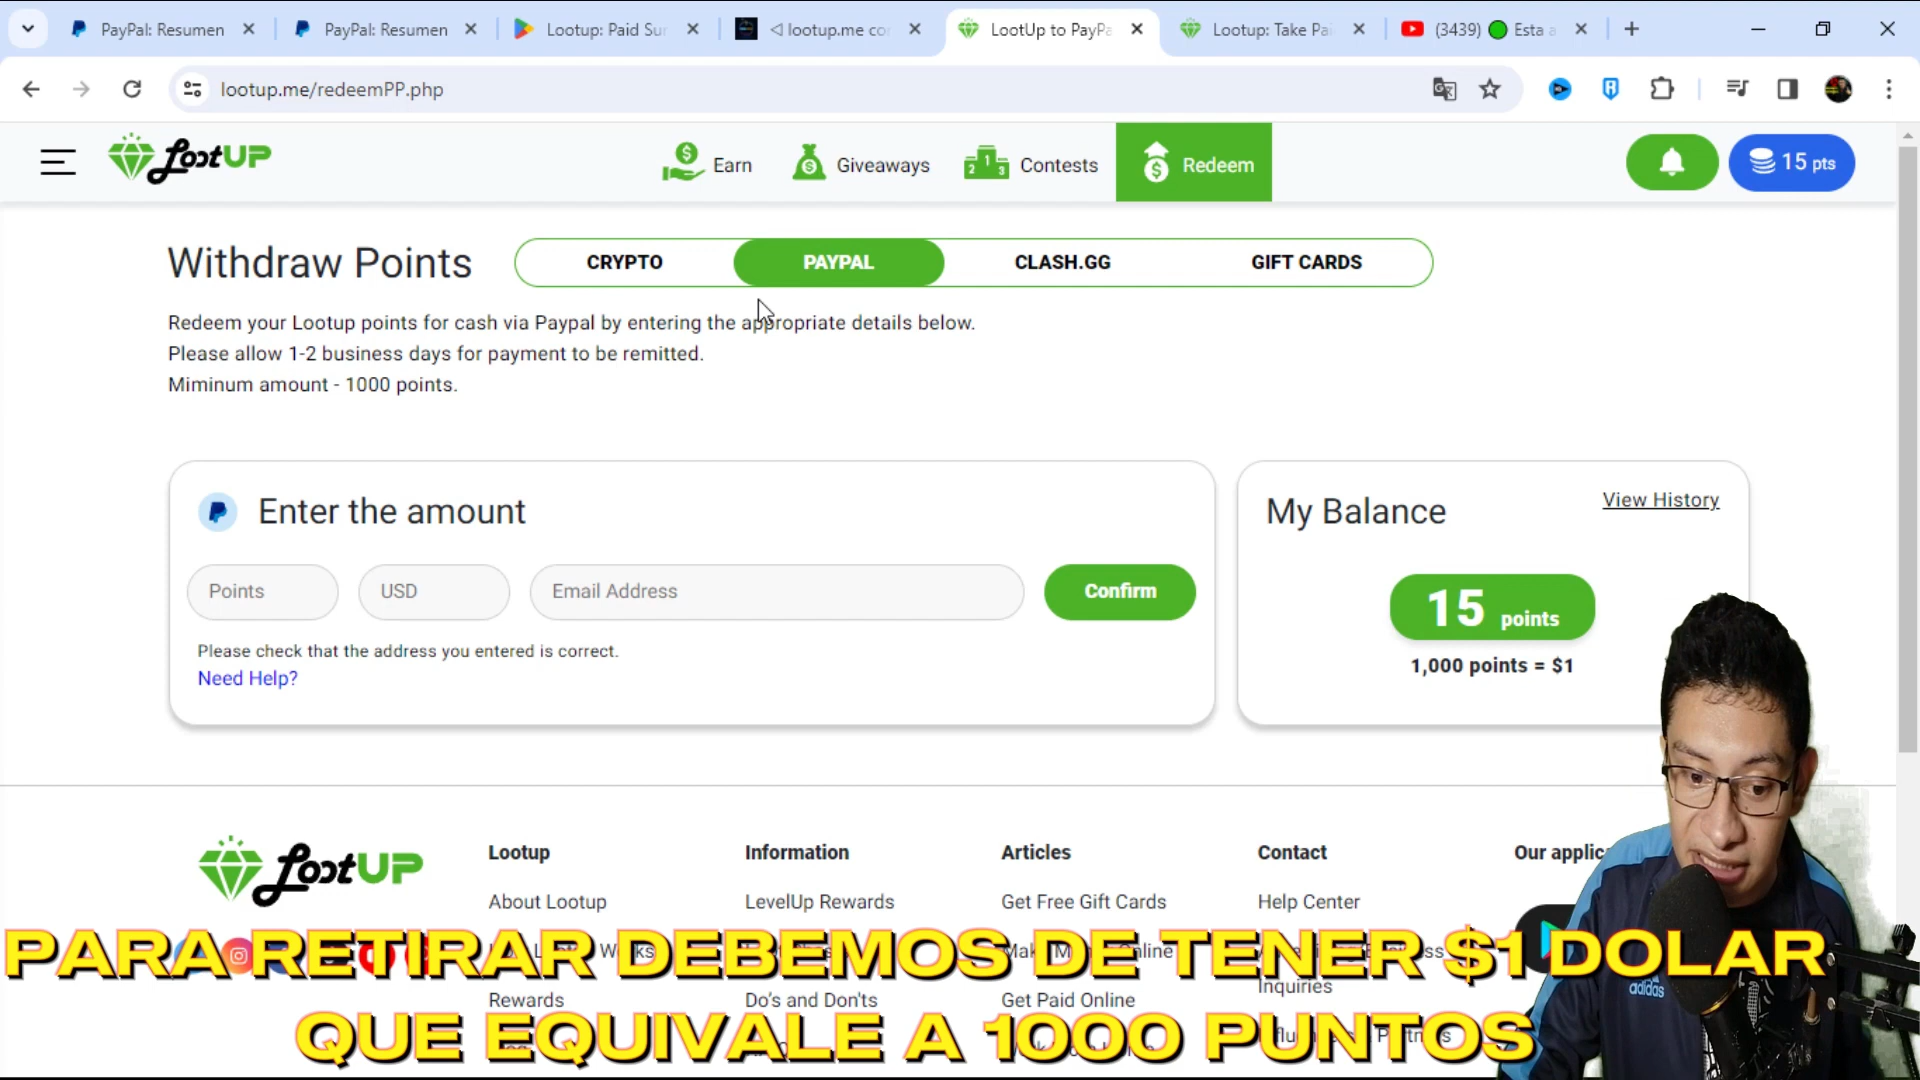 PayPal: Resumen
PayPal: Resumen
Lootup: Paid Sur
lootup.me co
LootUp to PayPa
Lootup: Take Pai
(3439) Esta a
lootup.me/redeemPP.php
LootUP
Earn
Giveaways
Contests
Redeem
15 pts
Withdraw Points
CRYPTO
PAYPAL
CLASH.GG
GIFT CARDS
Redeem your Lootup points for cash via Paypal by entering the appropriate details below.
Please allow 1-2 business days for payment to be remitted.
Miminum amount - 1000 points.
Enter the amount
Points
USD
Email Address
Confirm
Please check that the address you entered is correct.
Need Help?
My Balance
View History
15 points
1,000 points = $1
LootUP
Lootup
Information
Articles
Contact
Our applic
About Lootup
LevelUp Rewards
Get Free Gift Cards
Help Center
PARA RETIRAR DEBEMOS DE TENER $1 DOLAR
Rewards
Do's and Don'ts
Get Paid Online
Inquiries
QUE EQUIVALE A 1000 PUNTOS
adidas